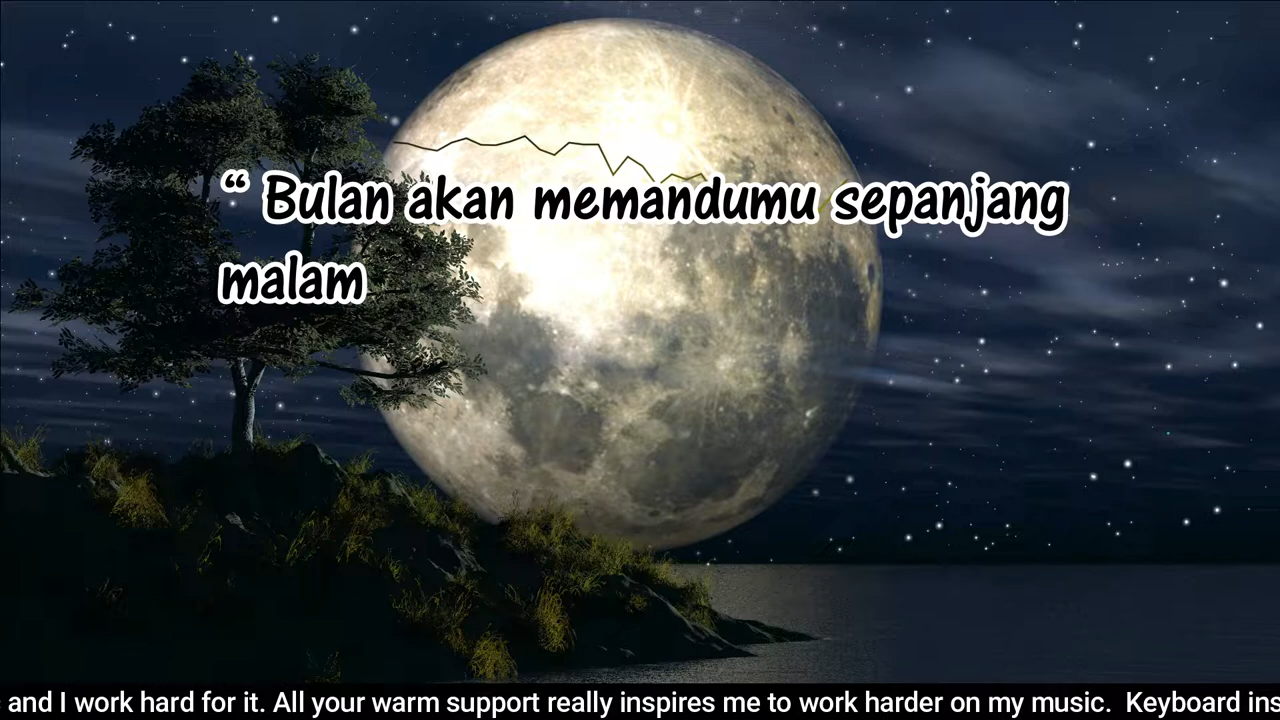 “ Bulan akan memandumu sepanjang
malam
and I work hard for it. All your warm support really inspires me to work harder on my music. Keyboard